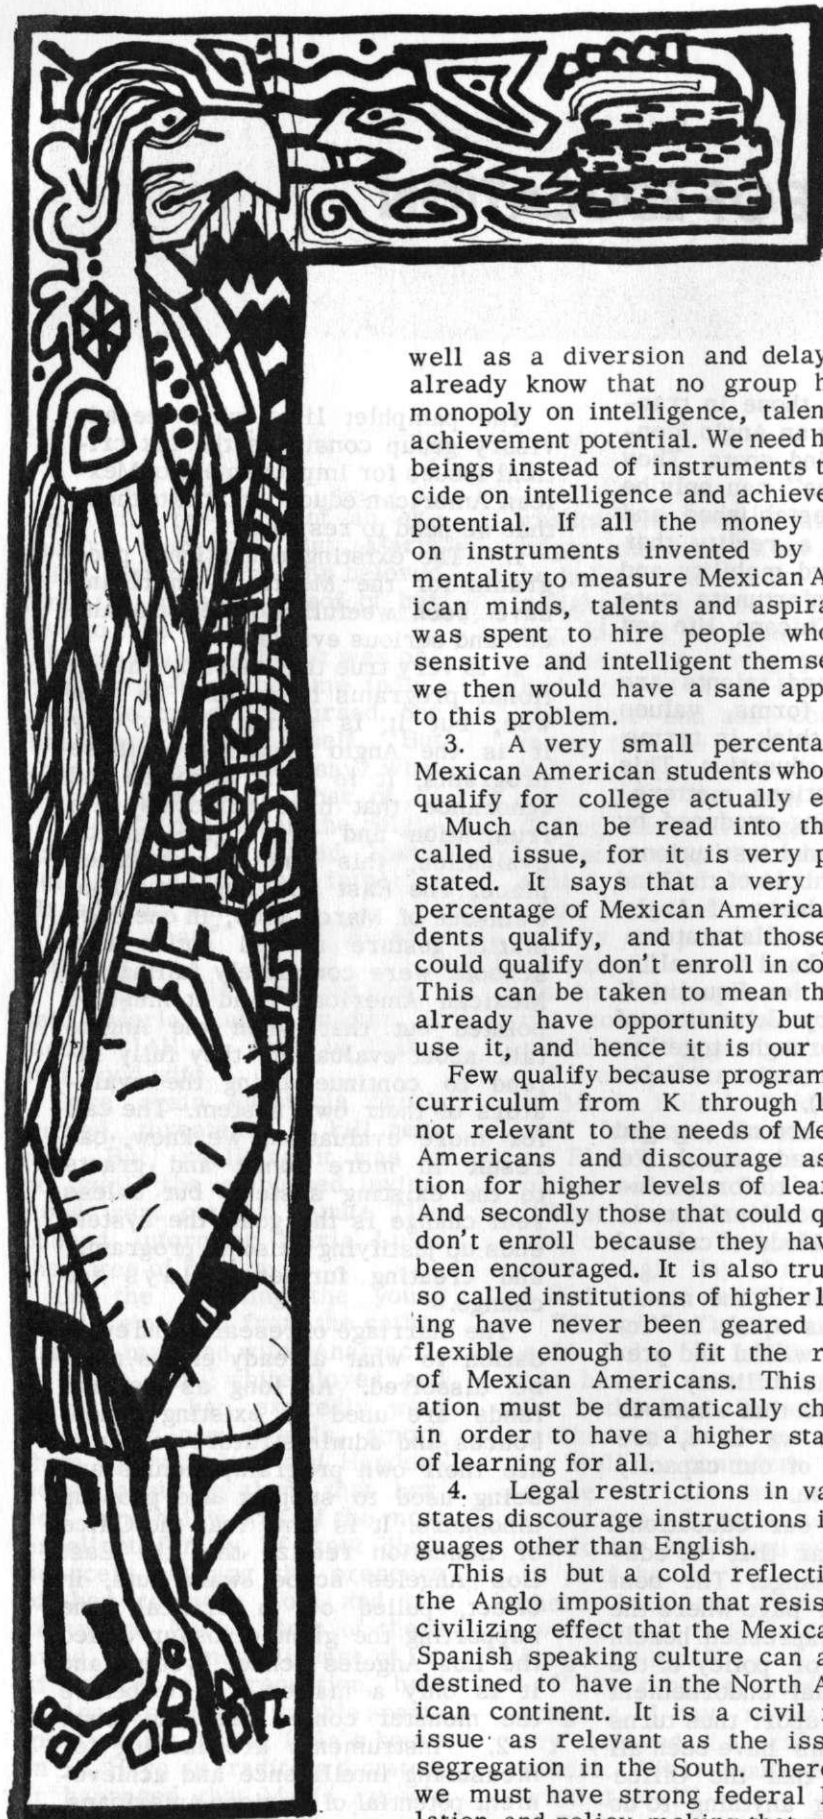 well as a diversion and delay
already know that no group h
monopoly on intelligence, talen
achievement potential. We need h
beings instead of instruments t
cide on intelligence and achieve
potential. If all the money
on instruments invented by
mentality to measure Mexican A
ican minds, talents and aspira
was spent to hire people who
sensitive and intelligent themse
we then would have a sane app
to this problem.
3. A very small percenta
Mexican American students who
qualify for college actually e
Much can be read into th
called issue, for it is very p
stated. It says that a very
percentage of Mexican America
dents qualify, and that those
could qualify don't enroll in co
This can be taken to mean th
already have opportunity but
use it, and hence it is our
Few qualify because program
curriculum from K through 1
not relevant to the needs of Me
Americans and discourage as
tion for higher levels of lear
And secondly those that could q
don't enroll because they hav
been encouraged. It is also tru
so called institutions of higher l
ing have never been geared
flexible enough to fit the r
of Mexican Americans. This
ation must be dramatically ch
in order to have a higher sta
of learning for all.
4. Legal restrictions in va
states discourage instructions i
guages other than English.
This is but a cold reflecti
the Anglo imposition that resis
civilizing effect that the Mexica
Spanish speaking culture can a
destined to have in the North A
ican continent. It is a civil
issue as relevant as the iss
segregation in the South. There
we must have strong federal l
lation and policy making that